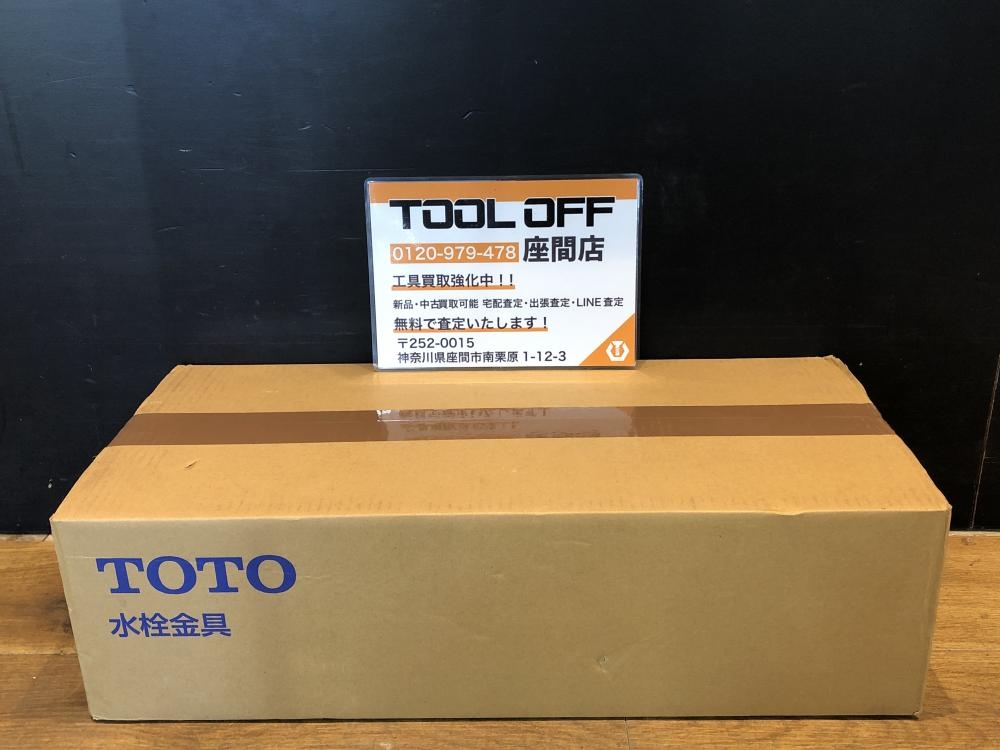 TOOL OFF
0120-979-478 座間店
工具買取強化中！！
新品・中古買取可能 宅配査定・出張査定・LINE査定
無料で査定いたします！
〒252-0015
神奈川県座間市南栗原1-12-3
TOTO
水栓金具